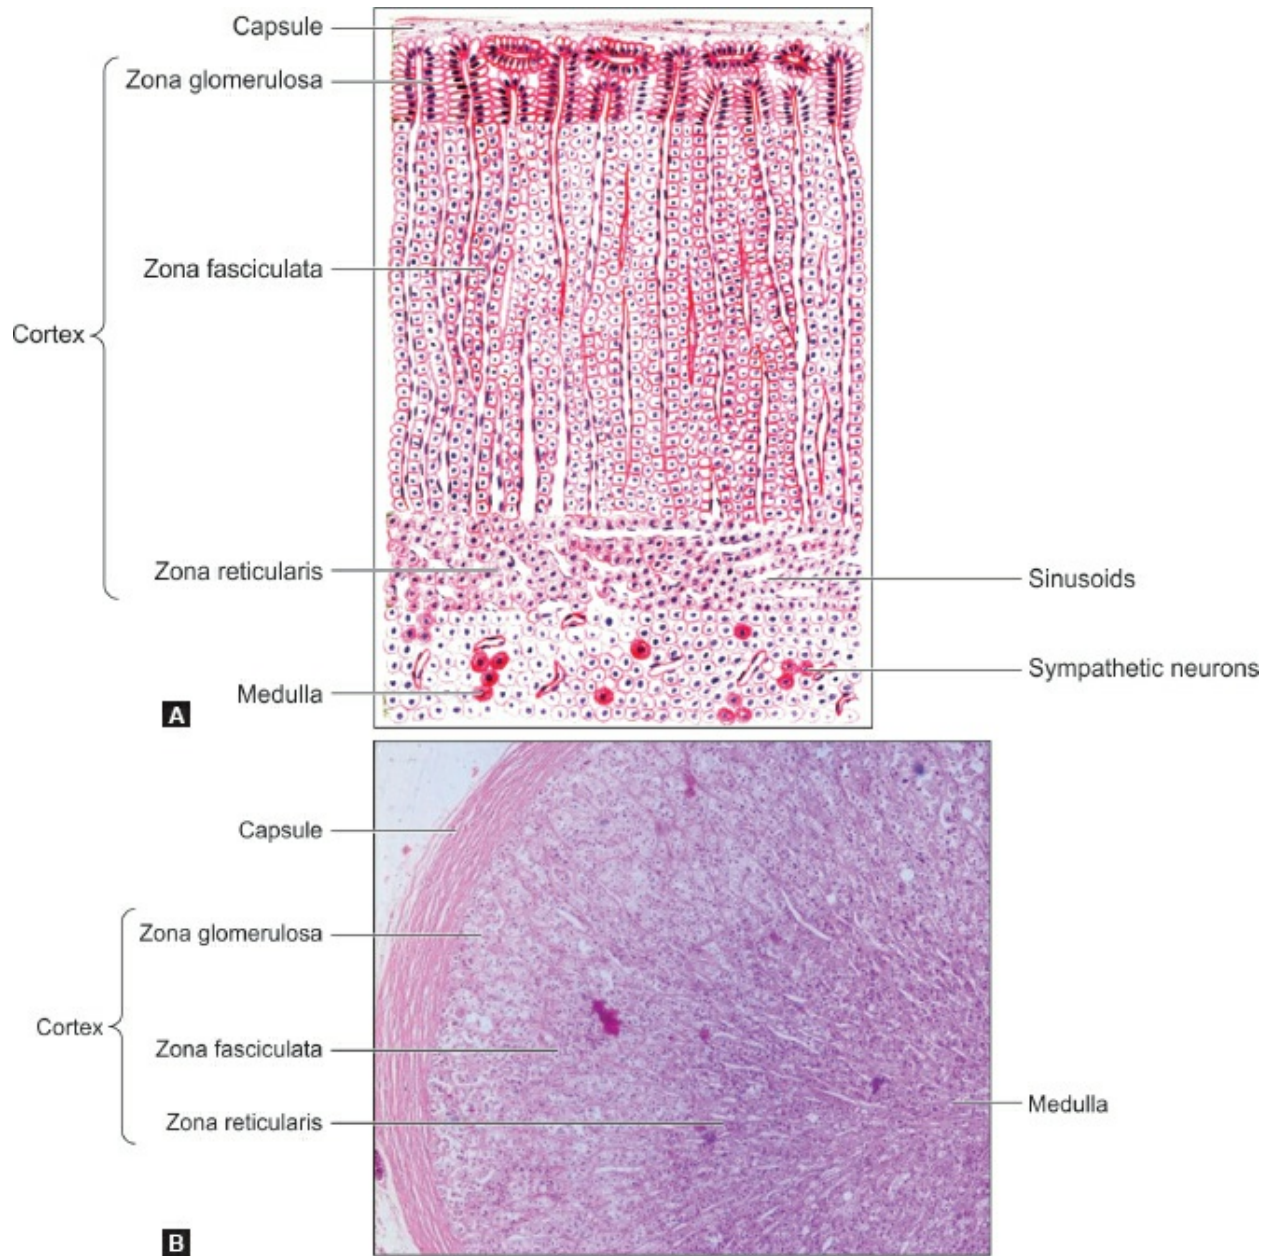 Capsule
Zona glomerulosa
Zona fasciculata
Cortex
Zona reticularis
Sinusoids
Sympathetic neurons
Medulla
A
Capsule
Zona glomerulosa
Cortex
Zona fasciculata
Medulla
Zona reticularis
B